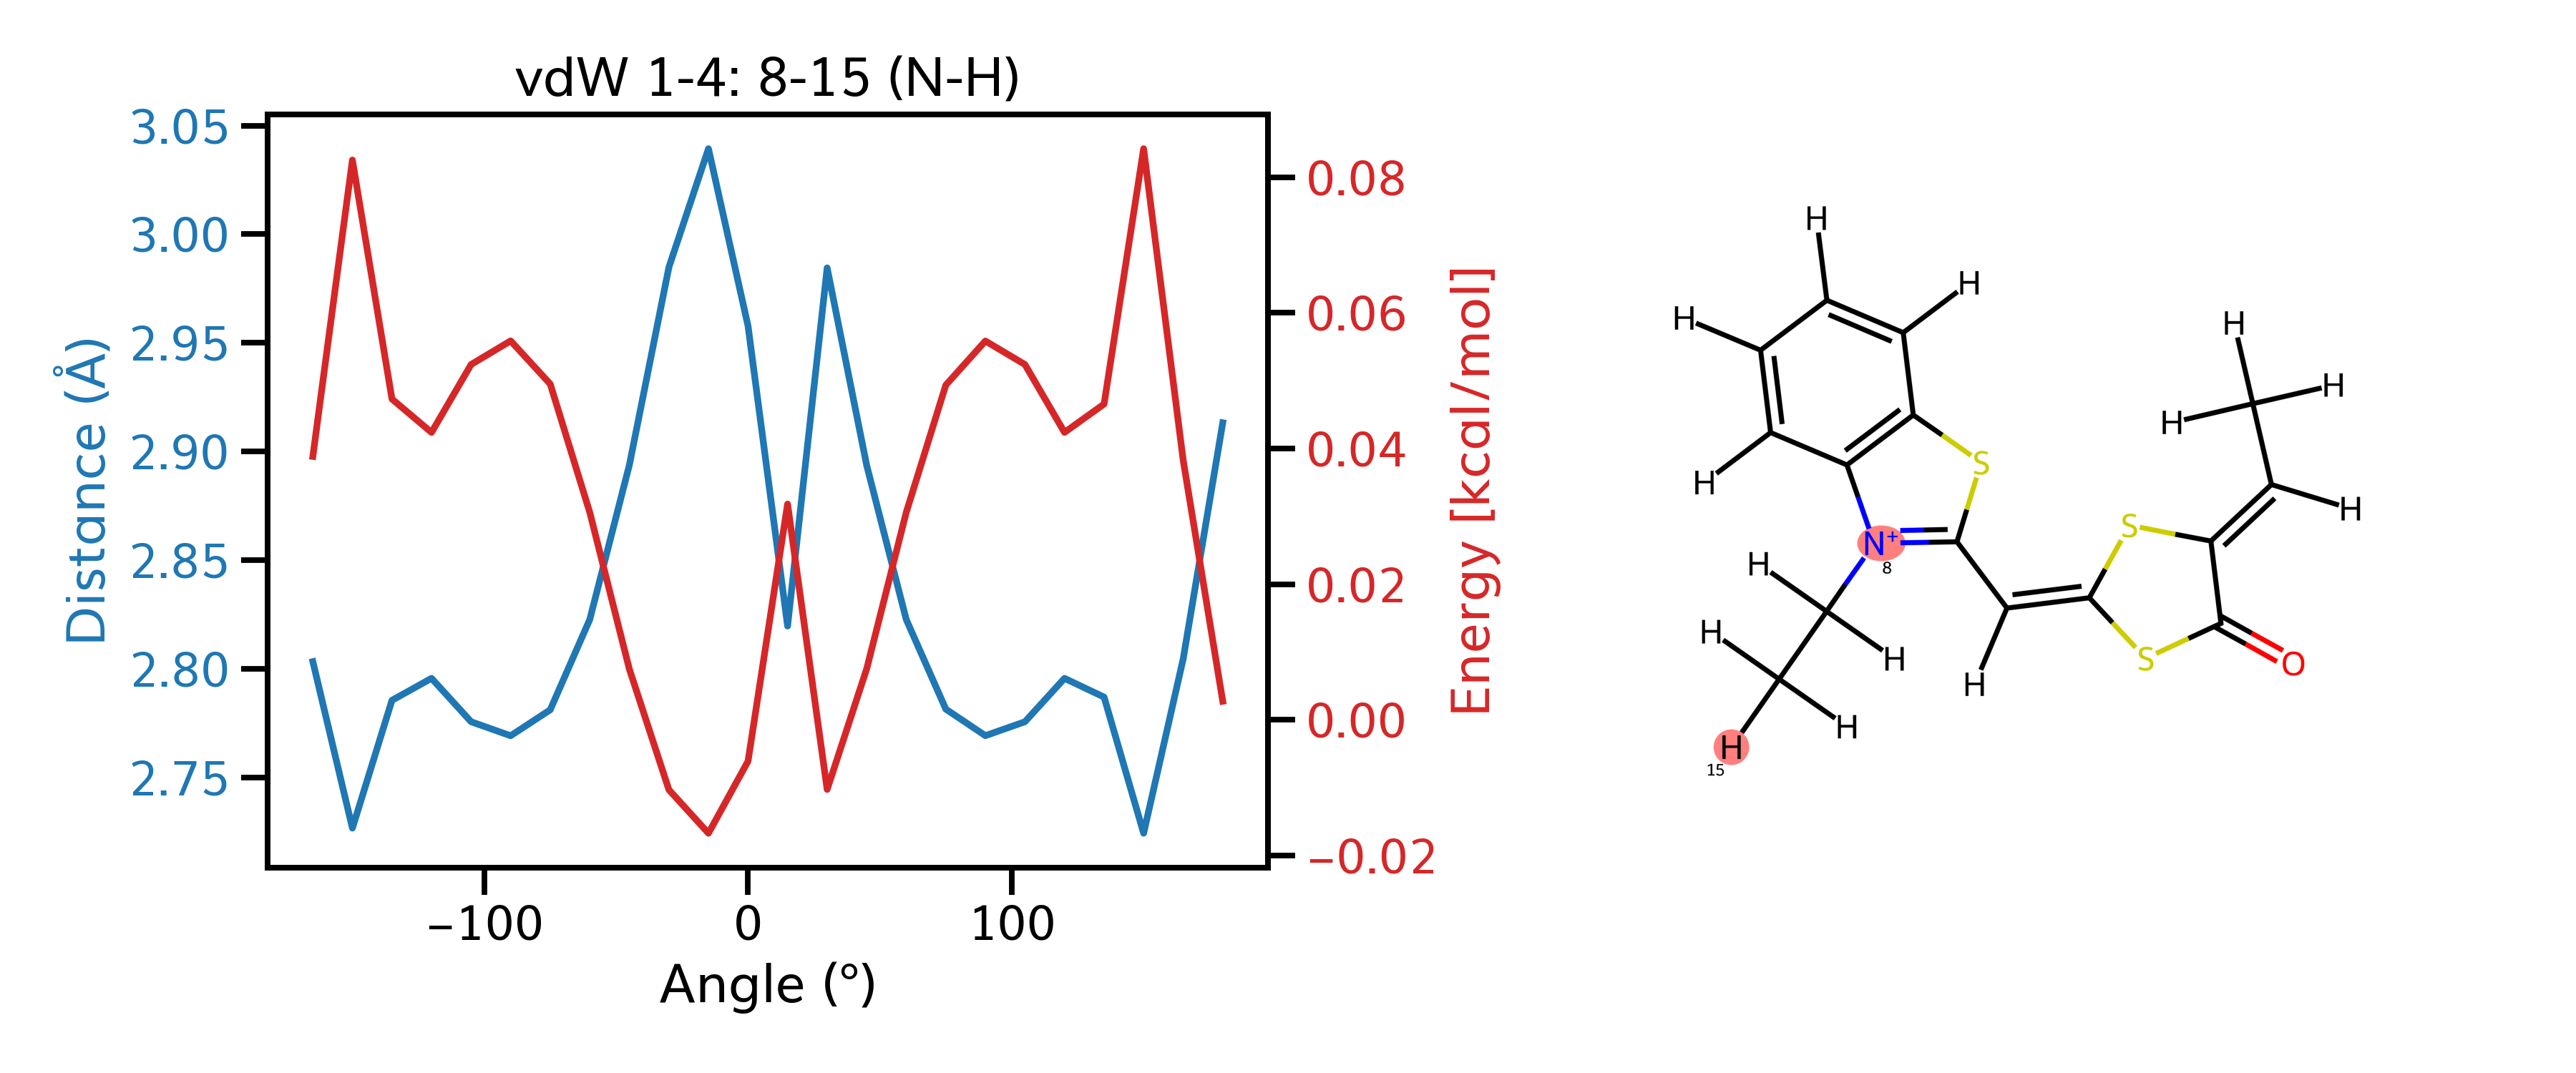 vdW 1-4: 8-15 (N-H)
3.05
3.00
2.95
2.90
2.85
2.80
2.75
Distance (Å)
0.08
0.06
0.04
0.02
0.00
−0.02
Energy [kcal/mol]
−100
0
100
Angle (°)
H
H
H
H
H
H
H
S
H
S
N+
8
H
H
H
S
O
H
H
H
15